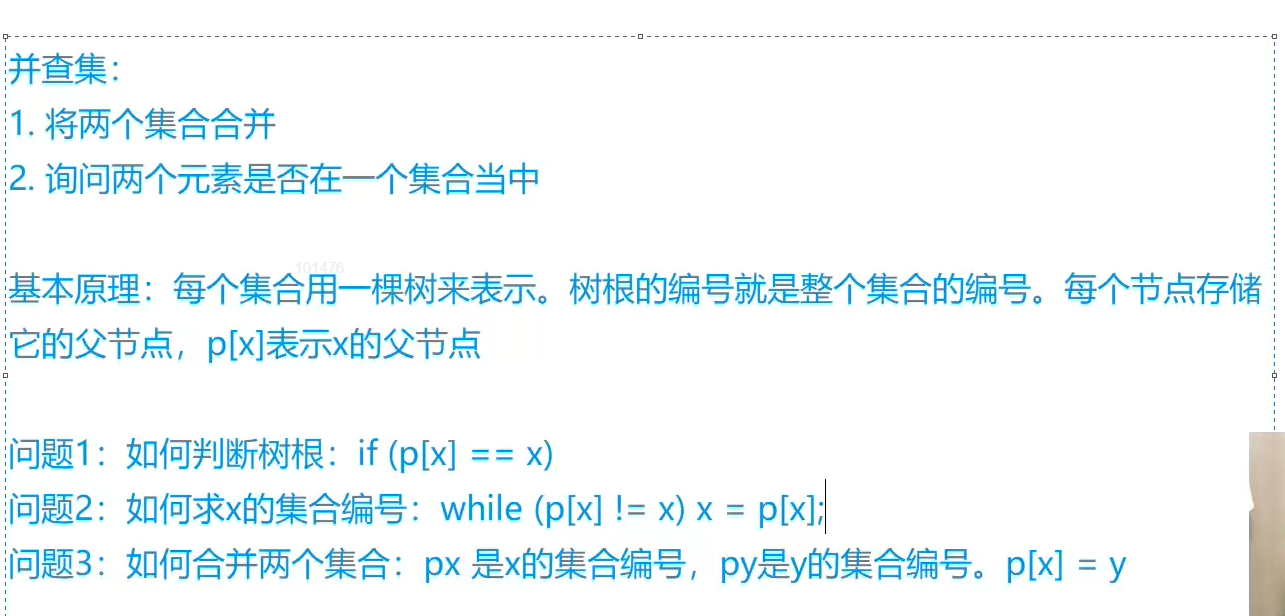 并查集：
1. 将两个集合合并
2. 询问两个元素是否在一个集合当中
101476
基本原理：每个集合用一棵树来表示。树根的编号就是整个集合的编号。每个节点存储
它的父节点，p[x]表示x的父节点
问题1：如何判断树根：if (p[x] == x)
问题2：如何求x的集合编号：while (p[x] != x) x = p[x];
问题3：如何合并两个集合：px 是x的集合编号，py是y的集合编号。p[x] = y